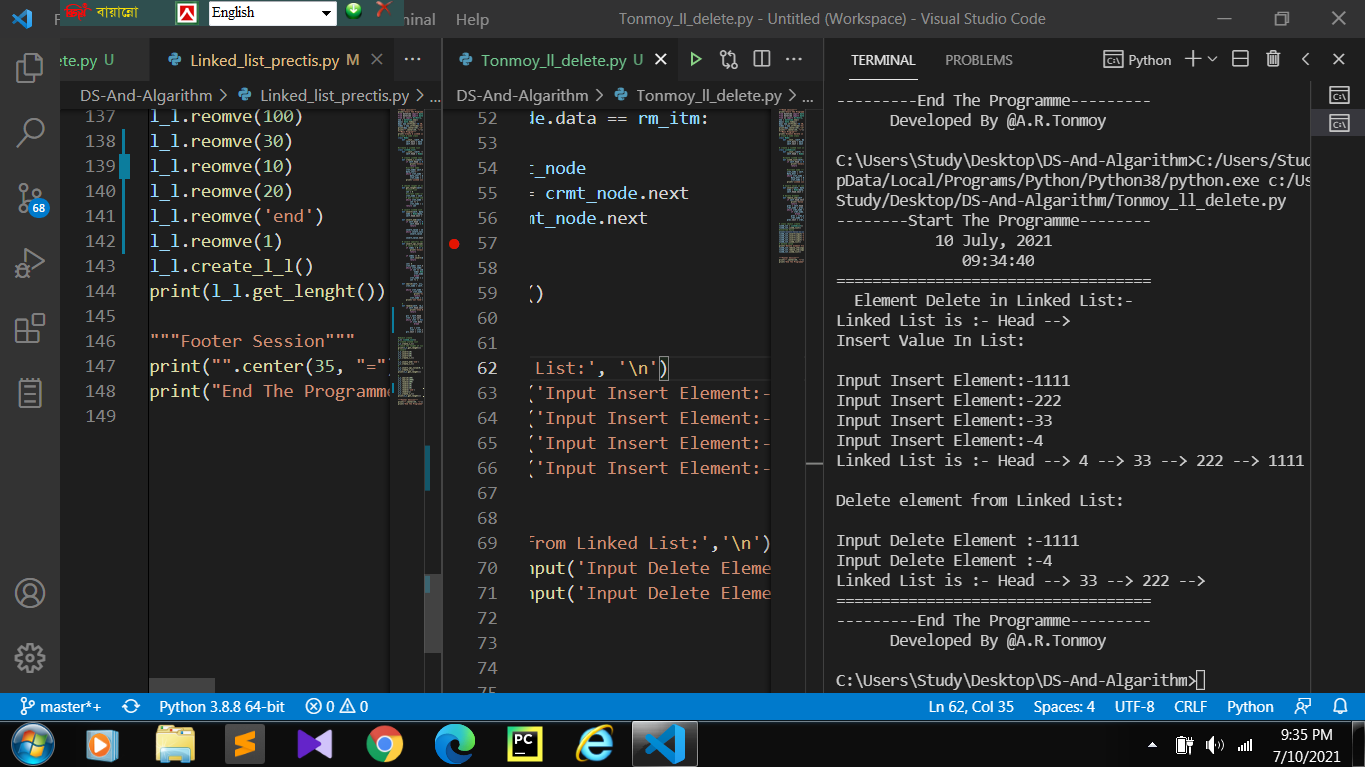 বায়ান্নো
English
F
minal
Help
Tonmoy_ll_delete.py - Untitled (Workspace) - Visual Studio Code
ete.py U
Linked_list_prectis.py M
DS-And-Algarithm > Linked_list_prectis.py > ...
137 l_l.reomve(100)
138 l_l.reomve(30)
139 l_l.reomve(10)
140 l_l.reomve(20)
141 l_l.reomve('end')
142 l_l.reomve(1)
143 l_l.create_l_l()
144 print(l_l.get_lenght())
145
146 """Footer Session"""
147 print("".center(35, "="
148 print("End The Programme
149
Tonmoy_ll_delete.py U
DS-And-Algarithm > Tonmoy_ll_delete.py > ...
52 de.data == rm_itm:
53
54 t_node
55 = crmt_node.next
56 mt_node.next
57
58
59 ()
60
61
62 List:', '\n')
63 ('Input Insert Element:-
64 ('Input Insert Element:-
65 ('Input Insert Element:-
66 ('Input Insert Element:-
67
68
69 from Linked List:','\n')
70 nput('Input Delete Eleme
71 nput('Input Delete Eleme
72
73
74
75
TERMINAL PROBLEMS
Python
---------End The Programme---------
Developed By @A.R.Tonmoy
C:\Users\Study\Desktop\DS-And-Algarithm>C:/Users/Stud
pData/Local/Programs/Python/Python38/python.exe c:/Us
Study/Desktop/DS-And-Algarithm/Tonmoy_ll_delete.py
--------Start The Programme--------
10 July, 2021
09:34:40
===================================
Element Delete in Linked List:-
Linked List is :- Head -->
Insert Value In List:
Input Insert Element:-1111
Input Insert Element:-222
Input Insert Element:-33
Input Insert Element:-4
Linked List is :- Head --> 4 --> 33 --> 222 --> 1111
Delete element from Linked List:
Input Delete Element :-1111
Input Delete Element :-4
Linked List is :- Head --> 33 --> 222 -->
===================================
---------End The Programme---------
Developed By @A.R.Tonmoy
C:\Users\Study\Desktop\DS-And-Algarithm>
68
master*+
Python 3.8.8 64-bit
0 0
Ln 62, Col 35
Spaces: 4
UTF-8
CRLF
Python
PC
9:35 PM
7/10/2021